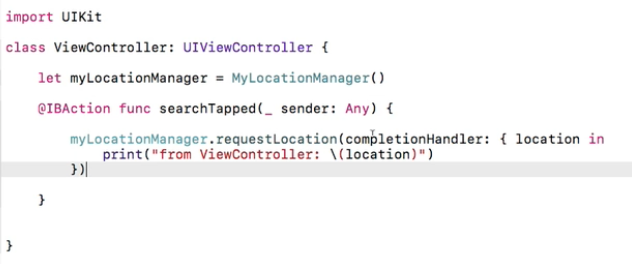 import UIKit
class ViewController: UIViewController {
let myLocationManager = MyLocationManager()
@IBAction func searchTapped(_ sender: Any) {
myLocationManager.requestLocation(completionHandler: { location in
print("from ViewController: \(location)")
})
}
}